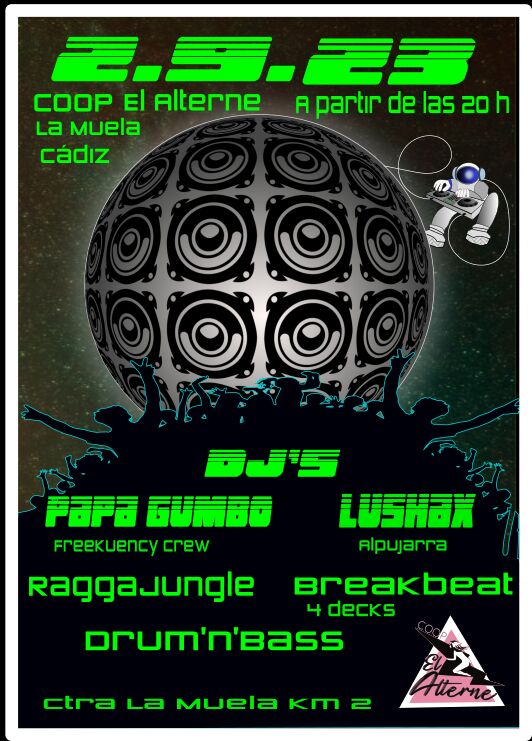 2.9.23
COOP El Alterne
A partir de las 20 h
La Muela
Cádiz
DJ'S
PAPA GUMBO
LUSHAX
Freekuency crew
Alpujarra
RaggaJungle
Breakbeat
4 decks
Drum'n'Bass
COOP
El
Alterne
Ctra La Muela Km 2